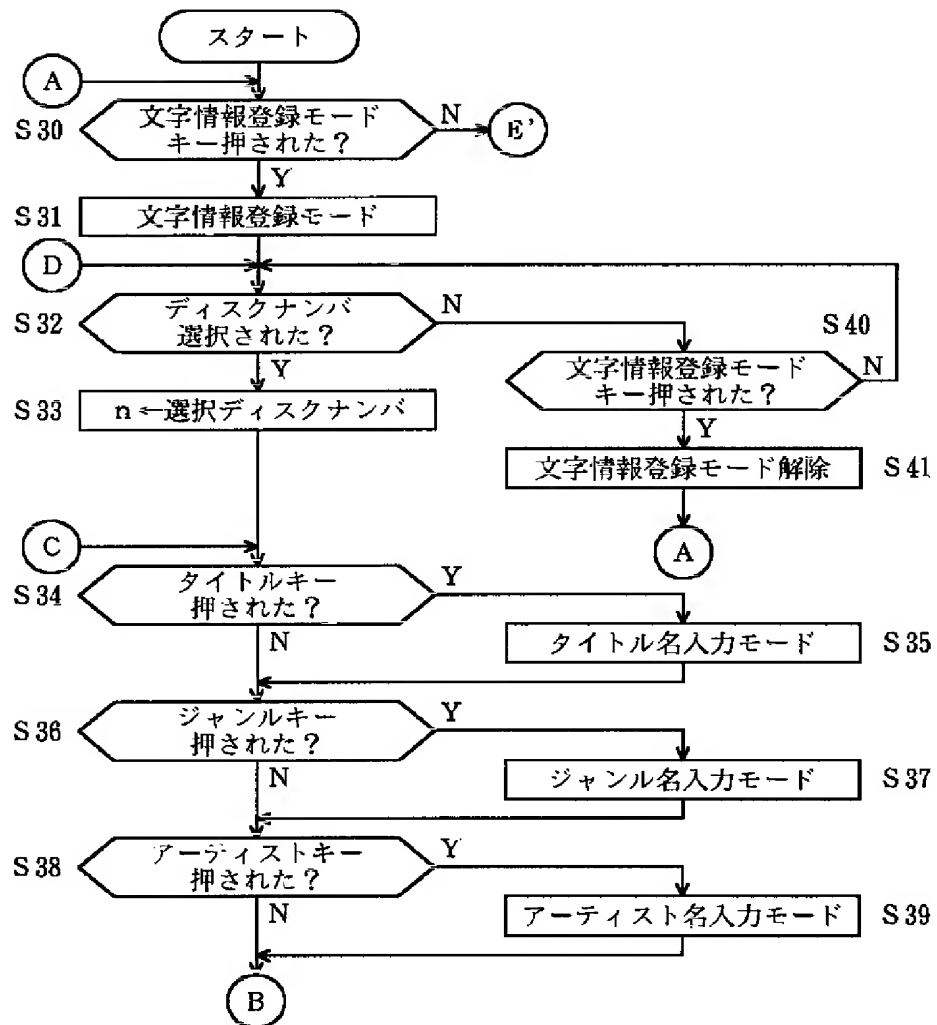 スタート
A
S30
文字情報登録モード
キー押された？
N
E'
Y
S31
文字情報登録モード
D
S32
ディスクナンバ
選択された？
N
S40
Y
文字情報登録モード
キー押された？
N
S33
n←選択ディスクナンバ
Y
文字情報登録モード解除
S41
C
A
S34
タイトルキー
押された？
Y
N
タイトル名入力モード
S35
S36
ジャンルキー
押された？
Y
N
ジャンル名入力モード
S37
S38
アーティストキー
押された？
Y
N
アーティスト名入力モード
S39
B